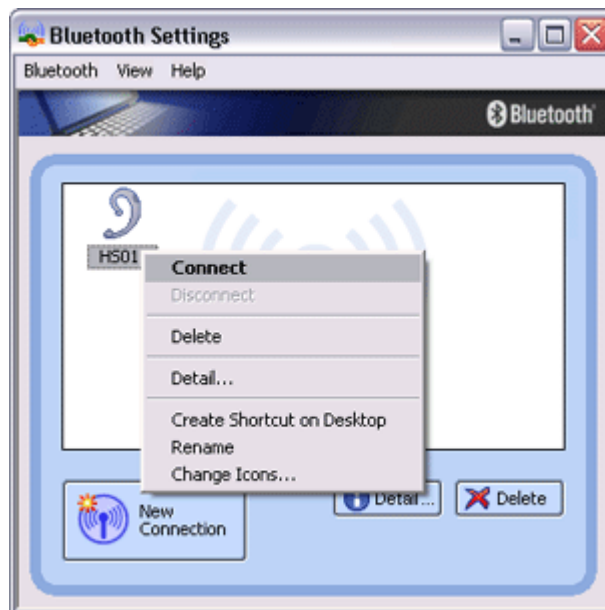 Bluetooth Settings
Bluetooth View Help
Bluetooth
HS01
Connect
Disconnect
Delete
Detail...
Create Shortcut on Desktop
Rename
Change Icons...
New
Connection
Detail...
Delete